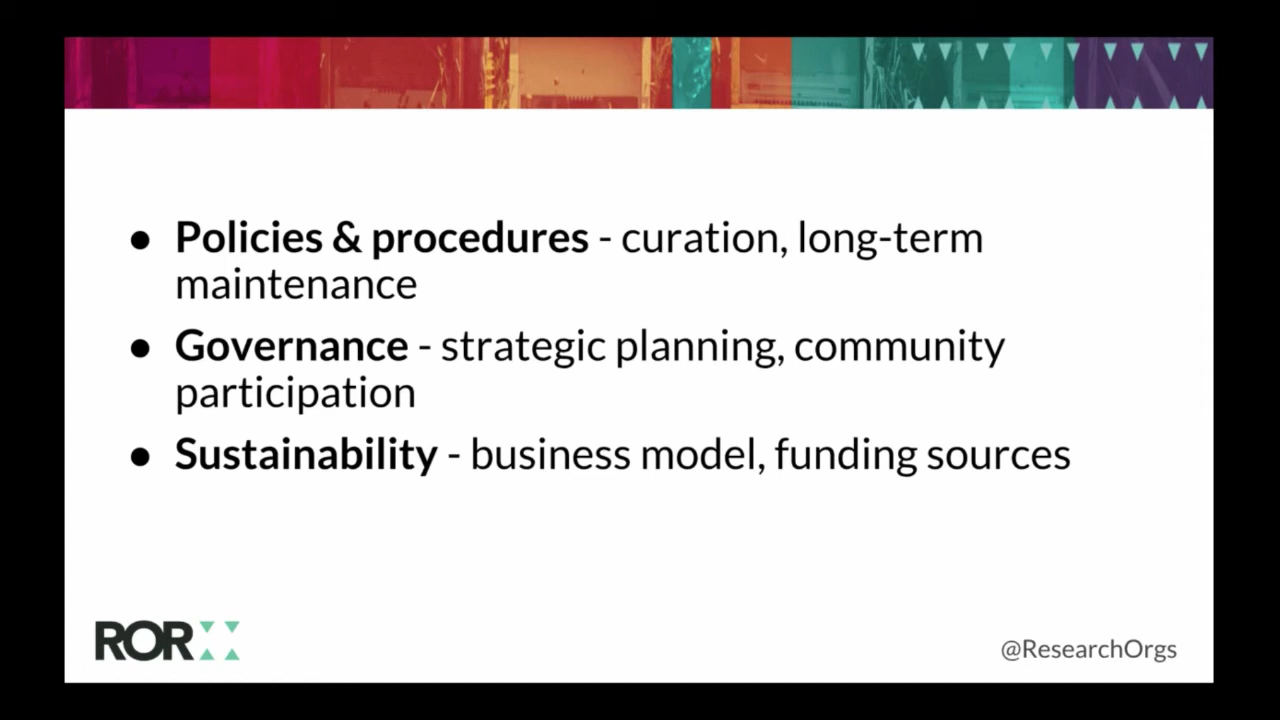 ● Policies & procedures - curation, long-term
maintenance
● Governance - strategic planning, community
participation
● Sustainability - business model, funding sources
ROR
@ResearchOrgs